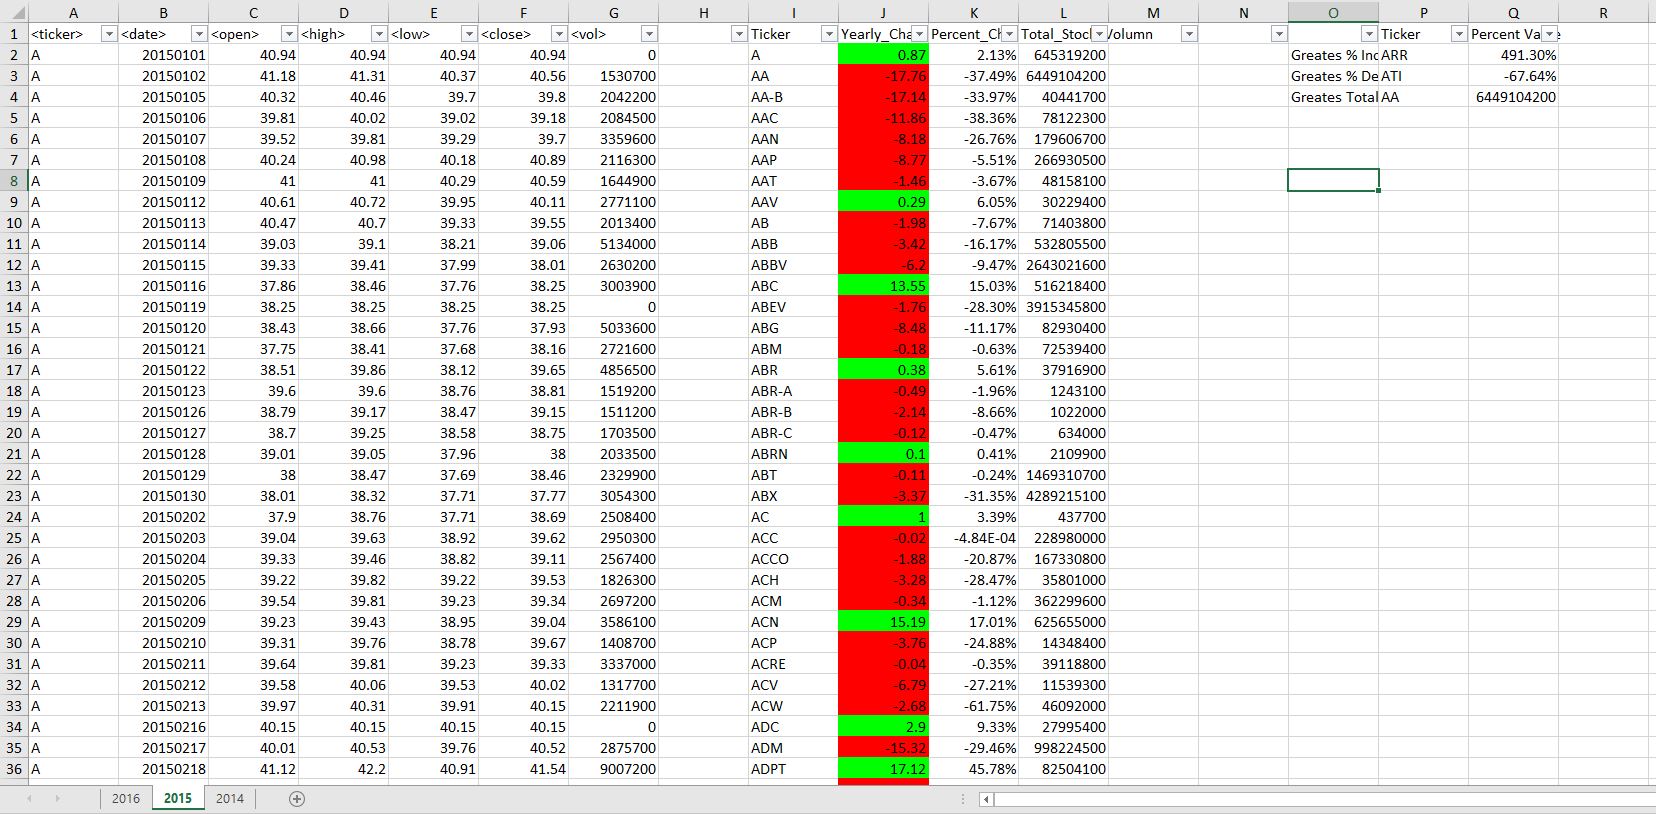 A B C D E F G H I J K L M N O P Q R
1 <ticker> <date> <open> <high> <low> <close> <vol> Ticker Yearly_Cha Percent_Ch Total_Stock Volumn Ticker Percent Va e
2 A 20150101 40.94 40.94 40.94 40.94 0 A 0.87 2.13% 645319200 Greates % Inc ARR 491.30%
3 A 20150102 41.18 41.31 40.37 40.56 1530700 AA -17.76 -37.49% 6449104200 Greates % De ATI -67.64%
4 A 20150105 40.32 40.46 39.7 39.8 2042200 AA-B -17.14 -33.97% 40441700 Greates Total AA 6449104200
5 A 20150106 39.81 40.02 39.02 39.18 2084500 AAC -11.86 -38.36% 78122300
6 A 20150107 39.52 39.81 39.29 39.7 3359600 AAN -8.18 -26.76% 179606700
7 A 20150108 40.24 40.98 40.18 40.89 2116300 AAP -8.77 -5.51% 266930500
8 A 20150109 41 41 40.29 40.59 1644900 AAT -1.46 -3.67% 48158100
9 A 20150112 40.61 40.72 39.95 40.11 2771100 AAV 0.29 6.05% 30229400
10 A 20150113 40.47 40.7 39.33 39.55 2013400 AB -1.98 -7.67% 71403800
11 A 20150114 39.03 39.1 38.21 39.06 5134000 ABB -3.42 -16.17% 532805500
12 A 20150115 39.33 39.41 37.99 38.01 2630200 ABBV -6.2 -9.47% 2643021600
13 A 20150116 37.86 38.46 37.76 38.25 3003900 ABC 13.55 15.03% 516218400
14 A 20150119 38.25 38.25 38.25 38.25 0 ABEV -1.76 -28.30% 3915345800
15 A 20150120 38.43 38.66 37.76 37.93 5033600 ABG -8.48 -11.17% 82930400
16 A 20150121 37.75 38.41 37.68 38.16 2721600 ABM -0.18 -0.63% 72539400
17 A 20150122 38.51 39.86 38.12 39.65 4856500 ABR 0.38 5.61% 37916900
18 A 20150123 39.6 39.6 38.76 38.81 1519200 ABR-A -0.49 -1.96% 1243100
19 A 20150126 38.79 39.17 38.47 39.15 1511200 ABR-B -2.14 -8.66% 1022000
20 A 20150127 38.7 39.25 38.58 38.75 1703500 ABR-C -0.12 -0.47% 634000
21 A 20150128 39.01 39.05 37.96 38 2033500 ABRN 0.1 0.41% 2109900
22 A 20150129 38 38.47 37.69 38.46 2329900 ABT -0.11 -0.24% 1469310700
23 A 20150130 38.01 38.32 37.71 37.77 3054300 ABX -3.37 -31.35% 4289215100
24 A 20150202 37.9 38.76 37.71 38.69 2508400 AC 1 3.39% 437700
25 A 20150203 39.04 39.63 38.92 39.62 2950300 ACC -0.02 -4.84E-04 228980000
26 A 20150204 39.33 39.46 38.82 39.11 2567400 ACCO -1.88 -20.87% 167330800
27 A 20150205 39.22 39.82 39.22 39.53 1826300 ACH -3.28 -28.47% 35801000
28 A 20150206 39.54 39.81 39.23 39.34 2697200 ACM -0.34 -1.12% 362299600
29 A 20150209 39.23 39.43 38.95 39.04 3586100 ACN 15.19 17.01% 625655000
30 A 20150210 39.31 39.76 38.78 39.67 1408700 ACP -3.76 -24.88% 14348400
31 A 20150211 39.64 39.81 39.23 39.33 3337000 ACRE -0.04 -0.35% 39118800
32 A 20150212 39.58 40.06 39.53 40.02 1317700 ACV -6.79 -27.21% 11539300
33 A 20150213 39.97 40.31 39.91 40.15 2211900 ACW -2.68 -61.75% 46092000
34 A 20150216 40.15 40.15 40.15 40.15 0 ADC 2.9 9.33% 27995400
35 A 20150217 40.01 40.53 39.76 40.52 2875700 ADM -15.32 -29.46% 998224500
36 A 20150218 41.12 42.2 40.91 41.54 9007200 ADPT 17.12 45.78% 82504100
2016 2015 2014